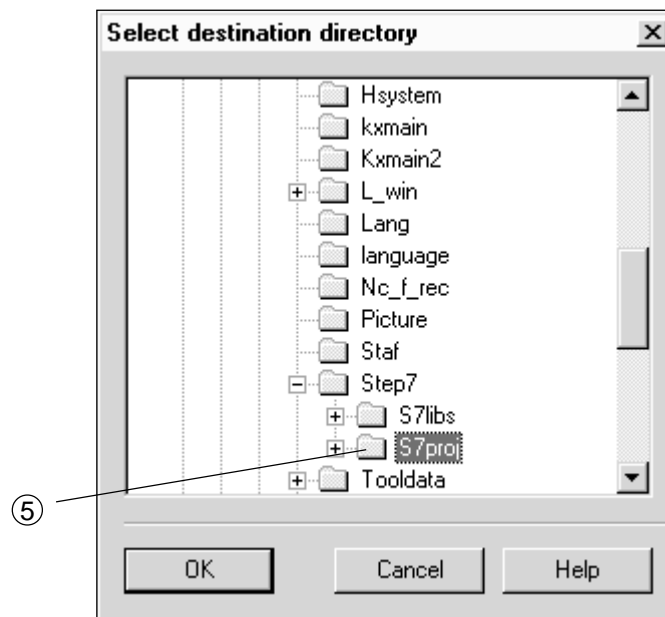 Select destination directory
Hsystem
kxmain
Kxmain2
L_win
Lang
language
Nc_f_rec
Picture
Staf
Step7
S7libs
S7proj
Tooldata
5
OK Cancel Help